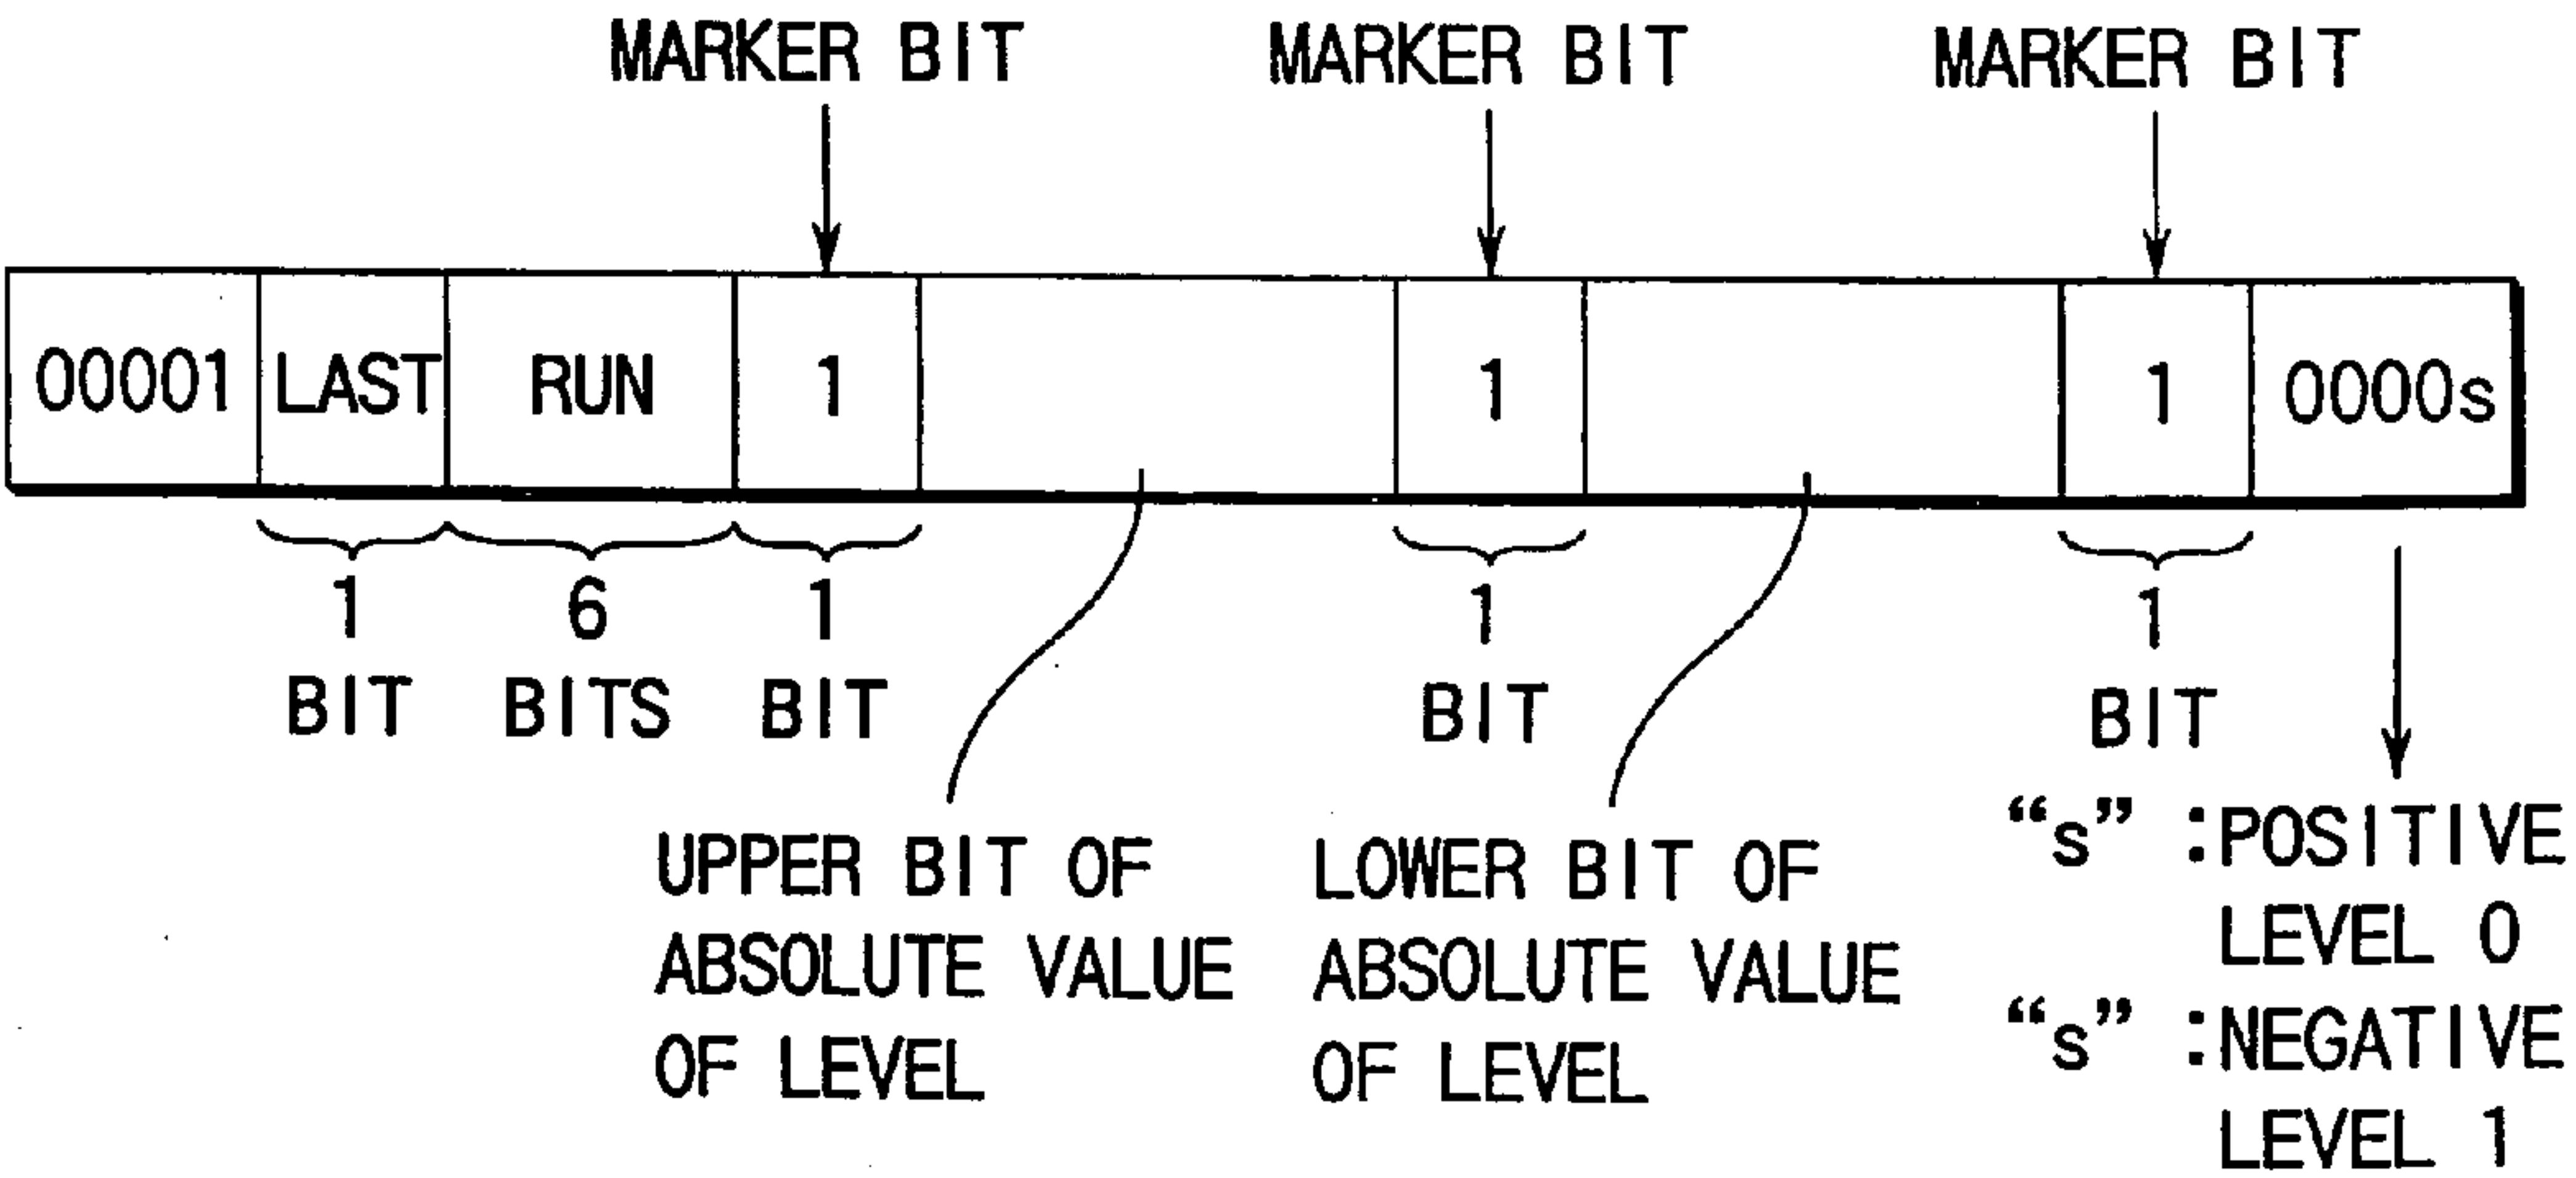 MARKER BIT MARKER BIT MARKER BIT
00001 LAST RUN 1 1 1 0000s
1 6 1 1 1
BIT BITS BIT BIT BIT
UPPER BIT OF
ABSOLUTE VALUE
OF LEVEL
LOWER BIT OF
ABSOLUTE VALUE
OF LEVEL
“s” :POSITIVE
LEVEL 0
“s” :NEGATIVE
LEVEL 1